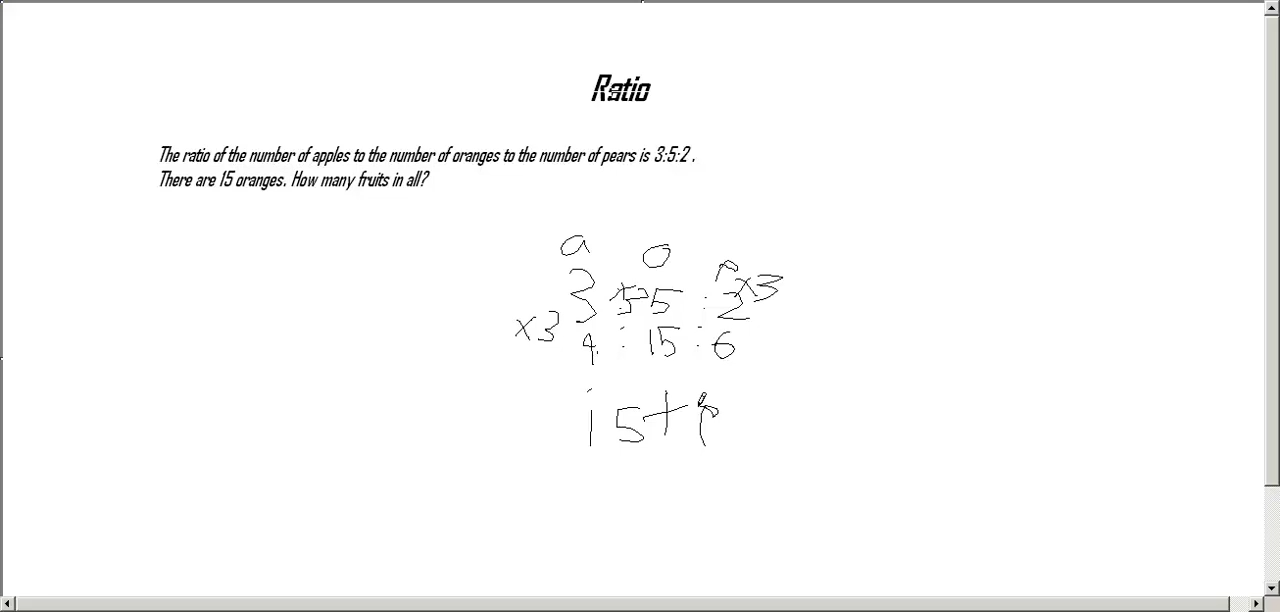 Ratio
The ratio of the number of apples to the number of oranges to the number of pears is 3:5:2 .
There are 15 oranges. How many fruits in all?
a o p
3 : 5 : 2 x3
x3 9 : 15 : 6
15 +